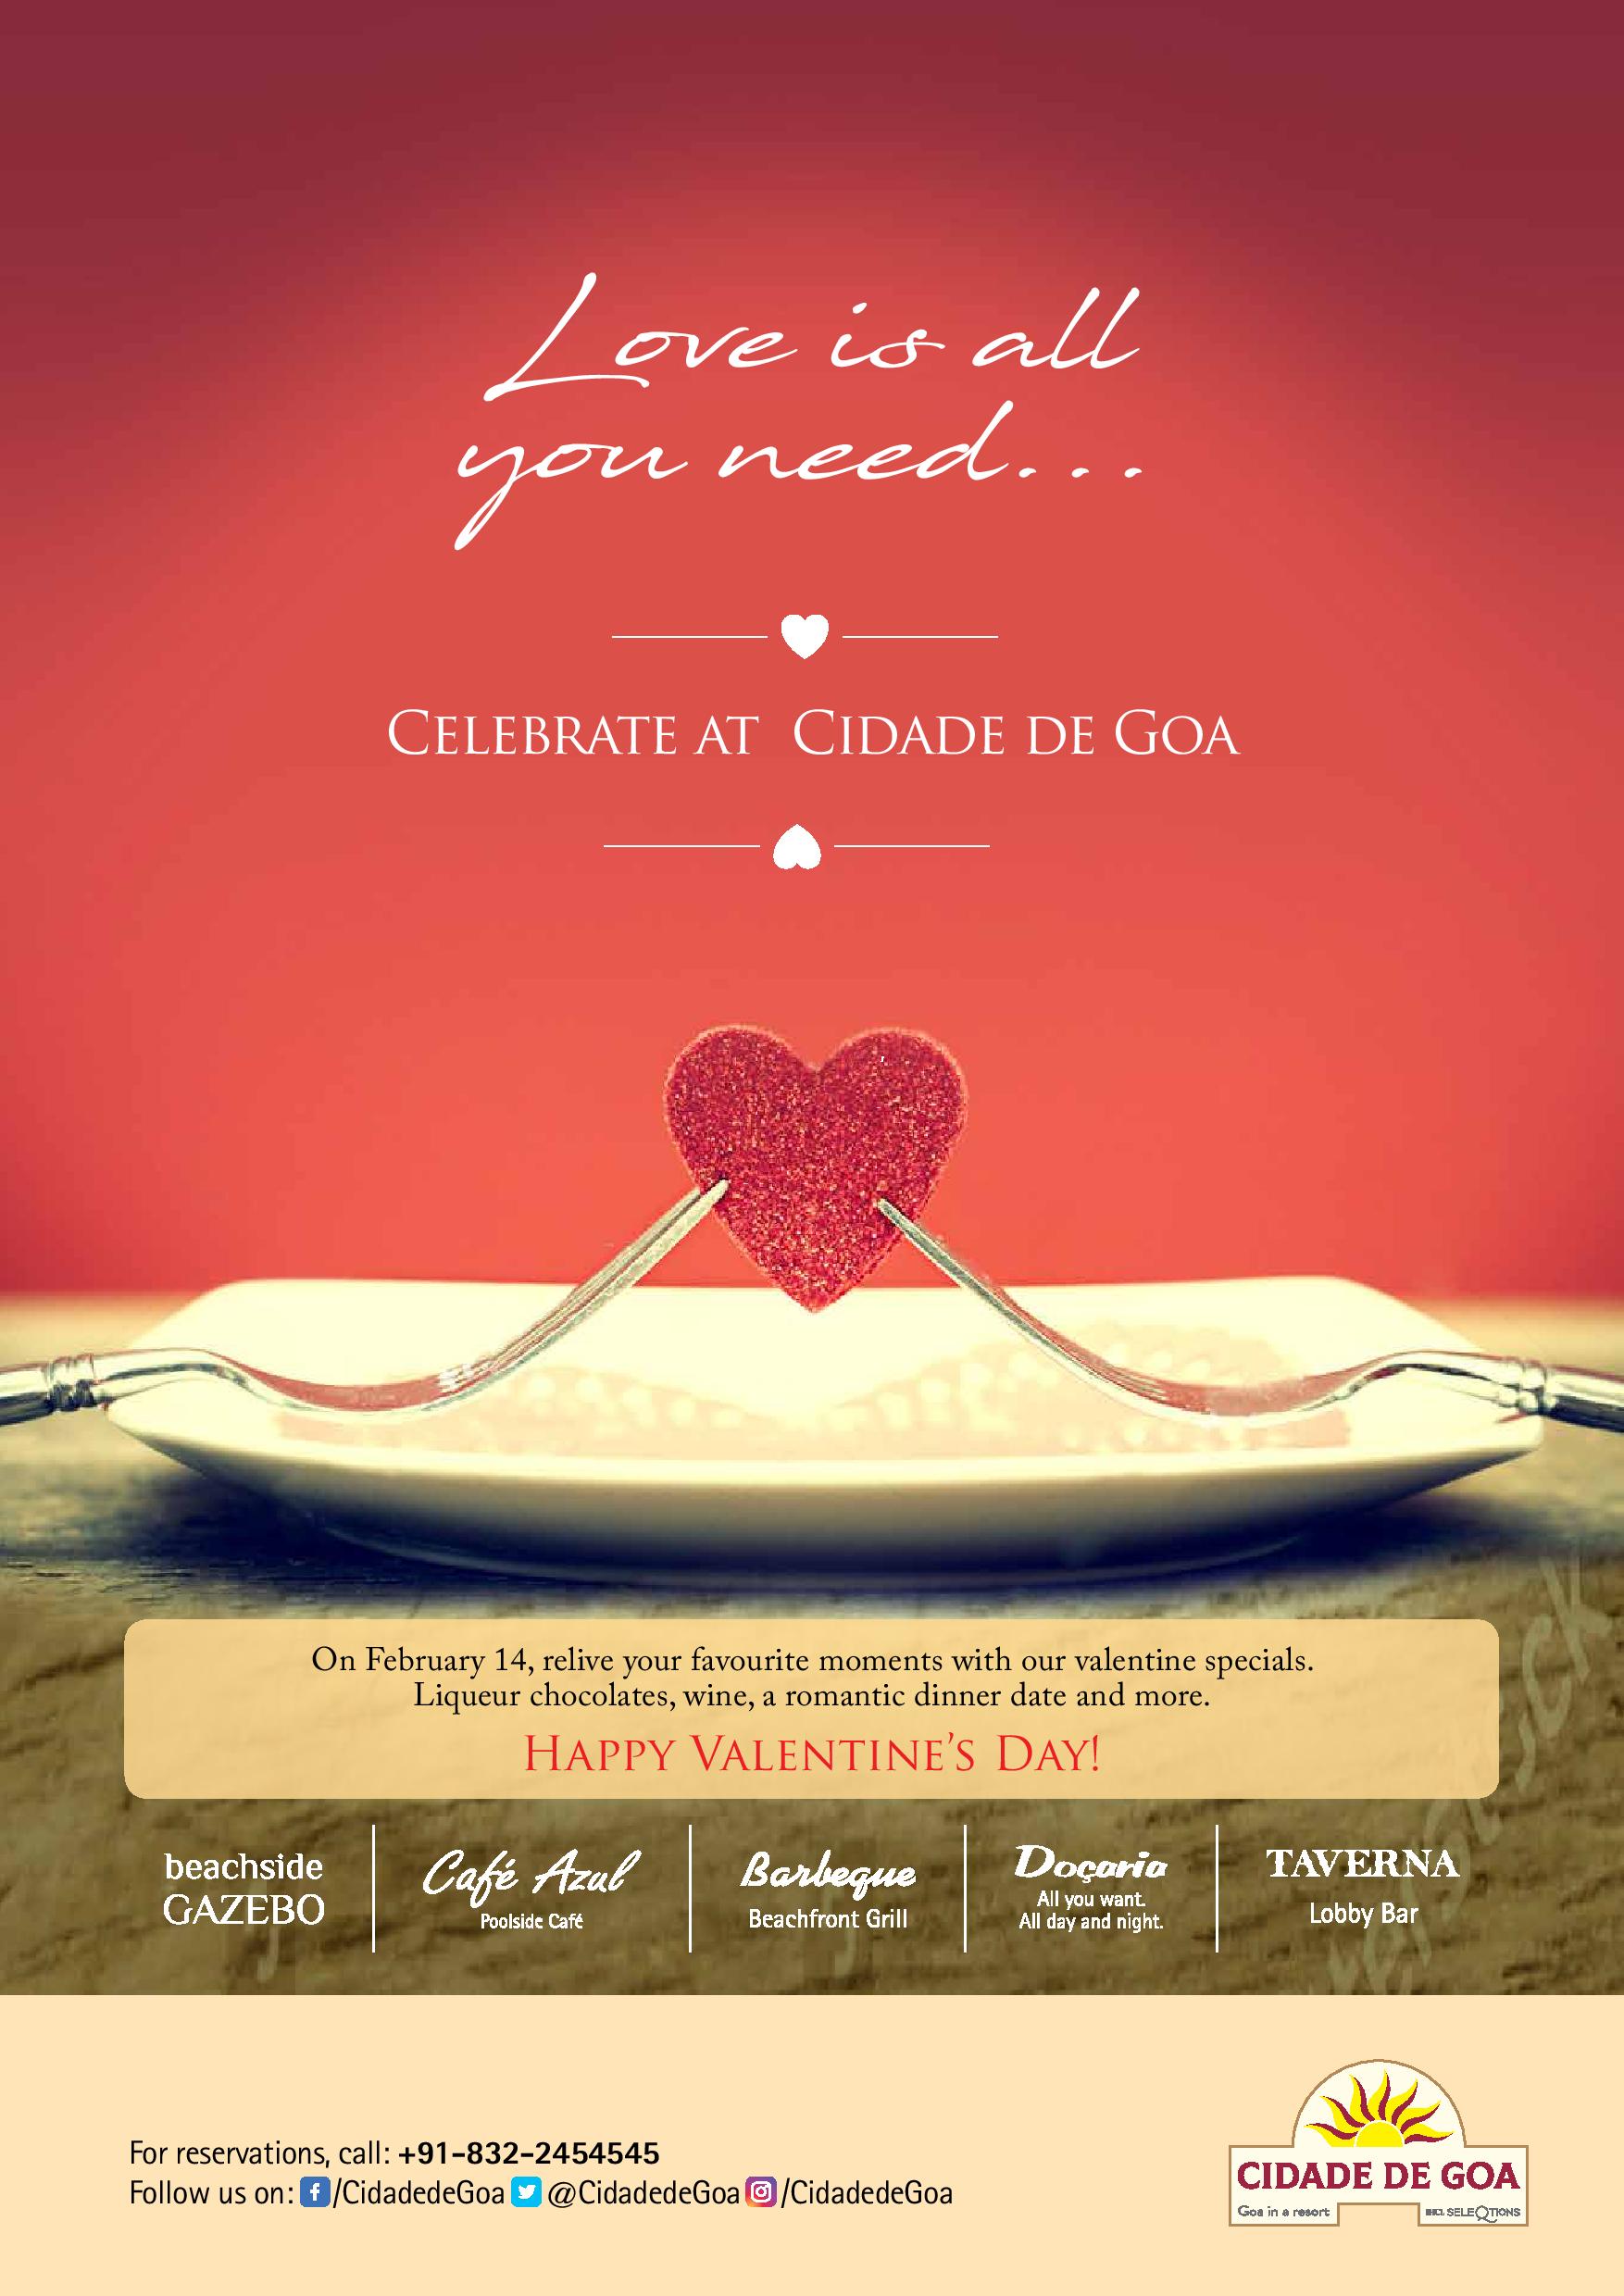 Love is all
you need...
CELEBRATE AT CIDADE DE GOA
On February 14, relive your favourite moments with our valentine specials.
Liqueur chocolates, wine, a romantic dinner date and more.
HAPPY VALENTINE'S DAY!
beachside
GAZEBO
Café Azul
Poolside Café
Barbeque
Beachfront Grill
Doçaria
All you want.
All day and night.
TAVERNA
Lobby Bar
For reservations, call: +91-832-2454545
Follow us on: /CidadedeGoa @CidadedeGoa /CidadedeGoa
CIDADE DE GOA
Goa in a resort
SELEQTIONS